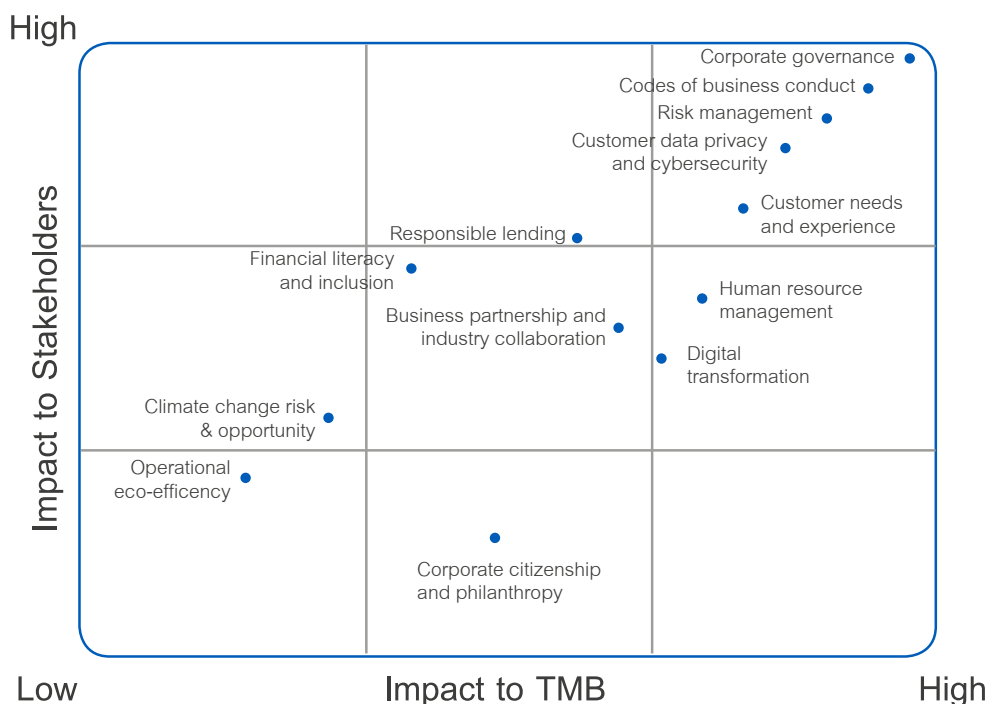 High
Corporate governance
Codes of business conduct
Risk management
Customer data privacy
and cybersecurity
Customer needs
and experience
Responsible lending
Financial literacy
and inclusion
Human resource
management
Business partnership and
industry collaboration
Digital
transformation
Climate change risk
& opportunity
Operational
eco-efficency
Corporate citizenship
and philanthropy
Impact to Stakeholders
Low
Impact to TMB
High